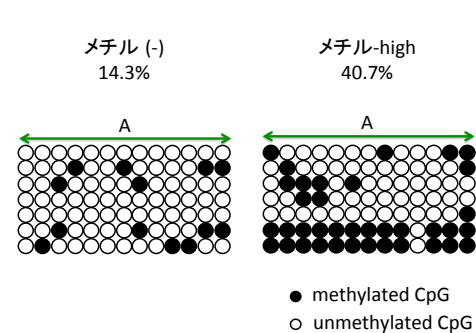 メチル (-)
14.3%
メチル-high
40.7%
A
A
methylated CpG
unmethylated CpG